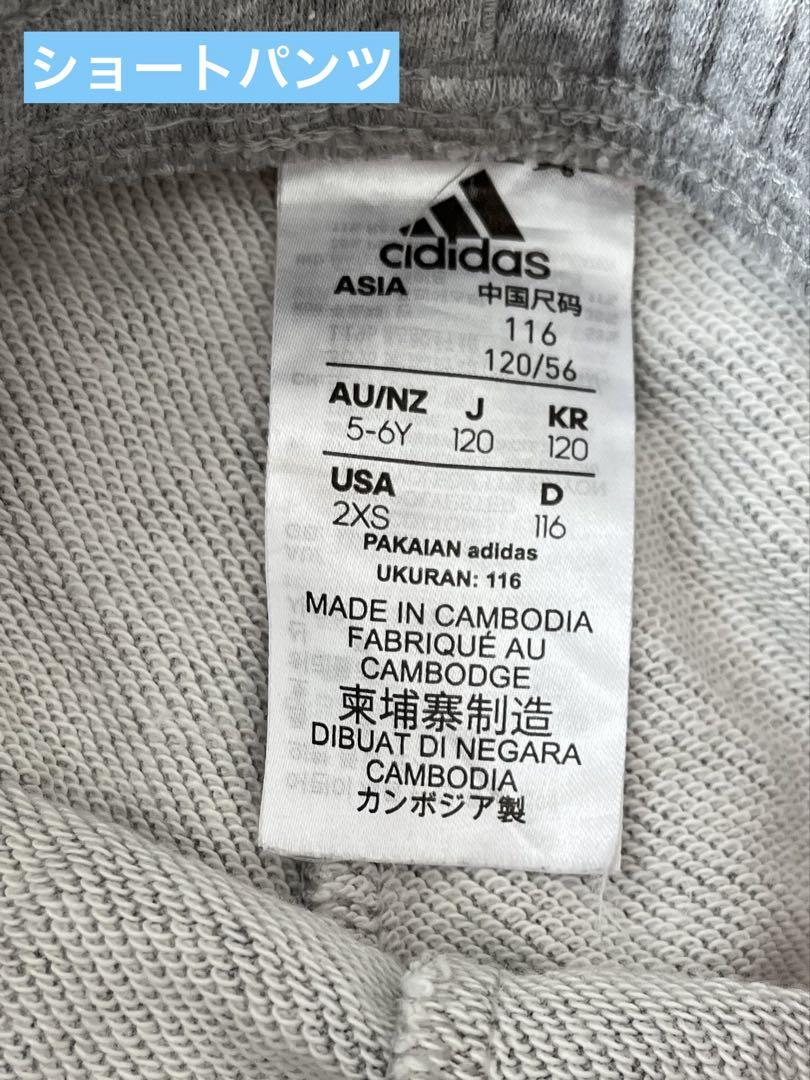 ショートパンツ
adidas
ASIA 中国尺码
116
120/56
AU/NZ J KR
5-6Y 120 120
USA D
2XS 116
PAKAIAN adidas
UKURAN: 116
MADE IN CAMBODIA
FABRIQUÉ AU
CAMBODGE
柬埔寨制造
DIBUAT DI NEGARA
CAMBODIA
カンボジア製